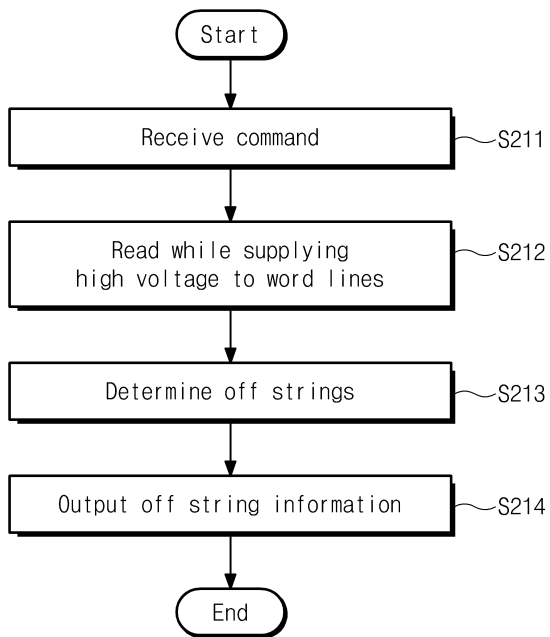 Start
Receive command
S211
Read while supplying
high voltage to word lines
S212
Determine off strings
S213
Output off string information
S214
End